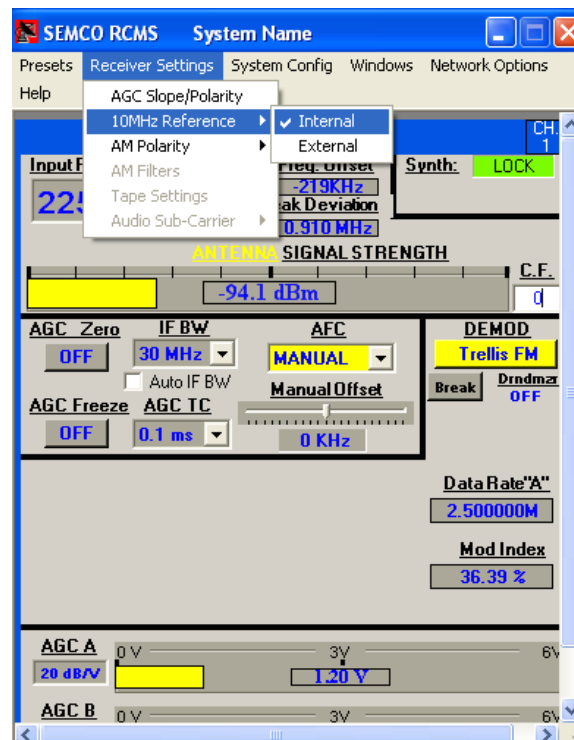 SEMCO RCMS System Name
Presets Receiver Settings System Config Windows Network Options
Help
AGC Slope/Polarity
10MHz Reference
Internal
AM Polarity
External
AM Filters
Tape Settings
Audio Sub-Carrier
CH.
1
Synth: LOCK
-219KHz
Deviation
0.910 MHz
ANTENNA SIGNAL STRENGTH
C.F.
-94.1 dBm
0
AGC Zero IF BW AFC DEMOD
OFF 30 MHz MANUAL Trellis FM
Auto IF BW Manual Offset Break Drndmzr
OFF
AGC Freeze AGC TC
OFF 0.1 ms 0 KHz
Data Rate"A"
2.500000M
Mod Index
36.39 %
AGC A 0 V 3V 6V
20 dB/V 1.20 V
AGC B 0 V 3V 6V